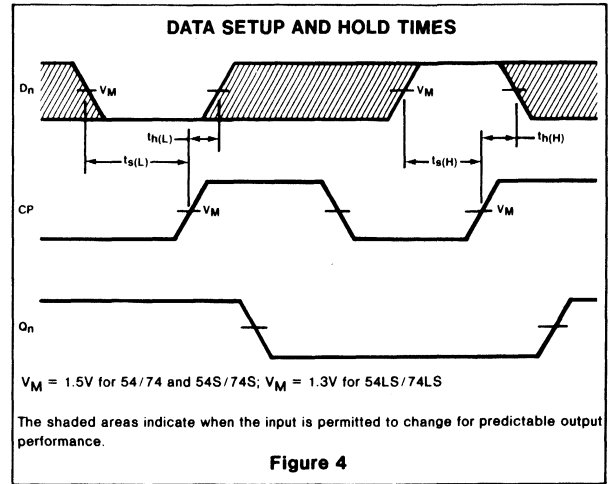 DATA SETUP AND HOLD TIMES
Dn
VM
VM
th(L)
th(H)
ts(L)
ts(H)
CP
VM
VM
Qn
VM = 1.5V for 54/74 and 54S/74S; VM = 1.3V for 54LS/74LS
The shaded areas indicate when the input is permitted to change for predictable output
performance.
Figure 4